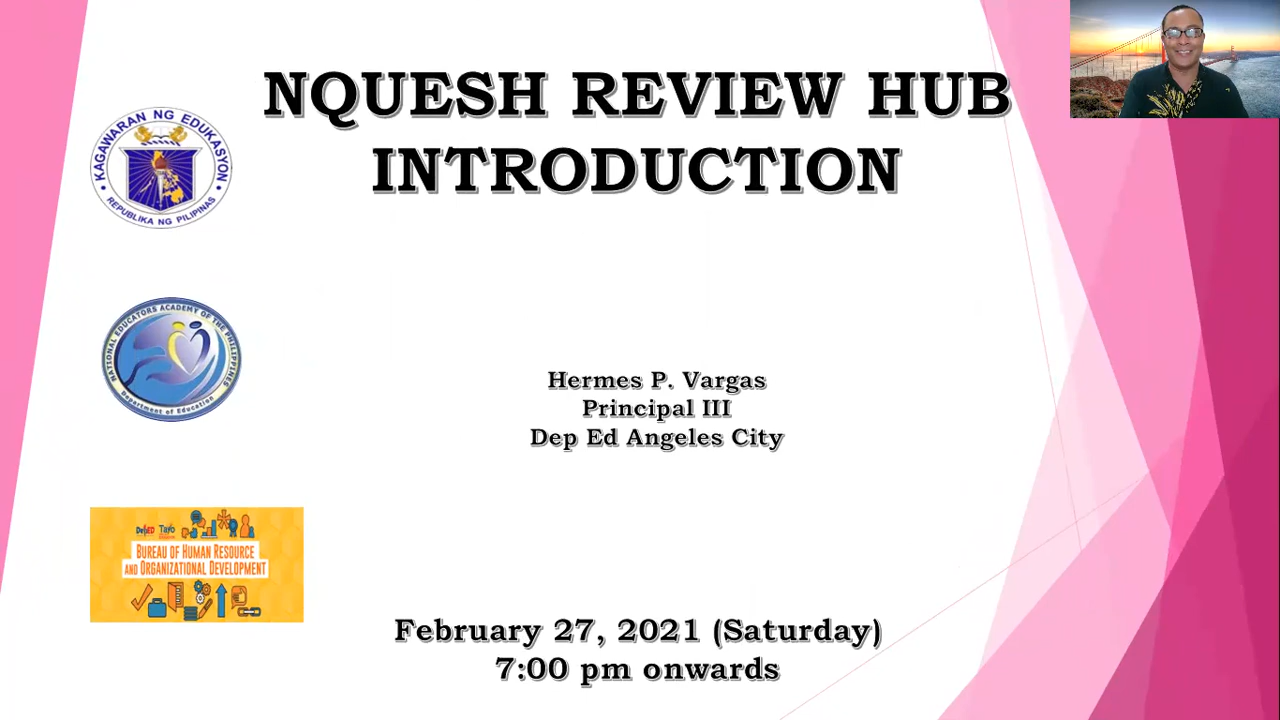 NQUESH REVIEW HUB
INTRODUCTION
KAGAWARAN NG EDUKASYON
REPUBLIKA NG PILIPINAS
NATIONAL EDUCATORS ACADEMY OF THE PHILIPPINES
Department of Education
Hermes P. Vargas
Principal III
Dep Ed Angeles City
DepED Tayo
BUREAU OF HUMAN RESOURCE
AND ORGANIZATIONAL DEVELOPMENT
February 27, 2021 (Saturday)
7:00 pm onwards